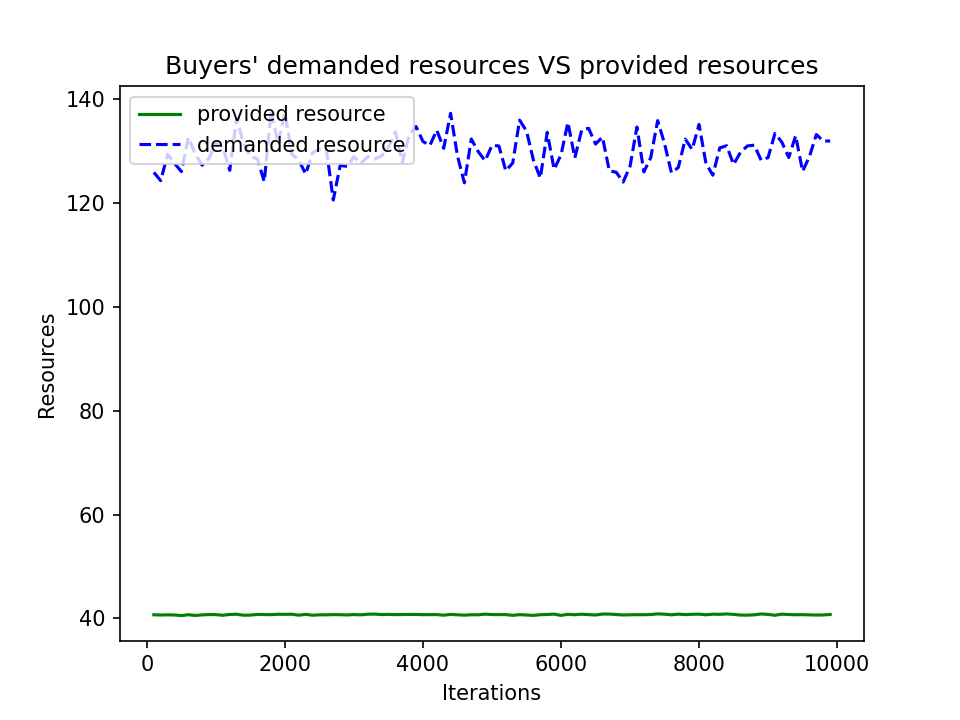 Buyers' demanded resources VS provided resources
provided resource
demanded resource
140
120
100
80
60
40
Resources
0 2000 4000 6000 8000 10000
Iterations